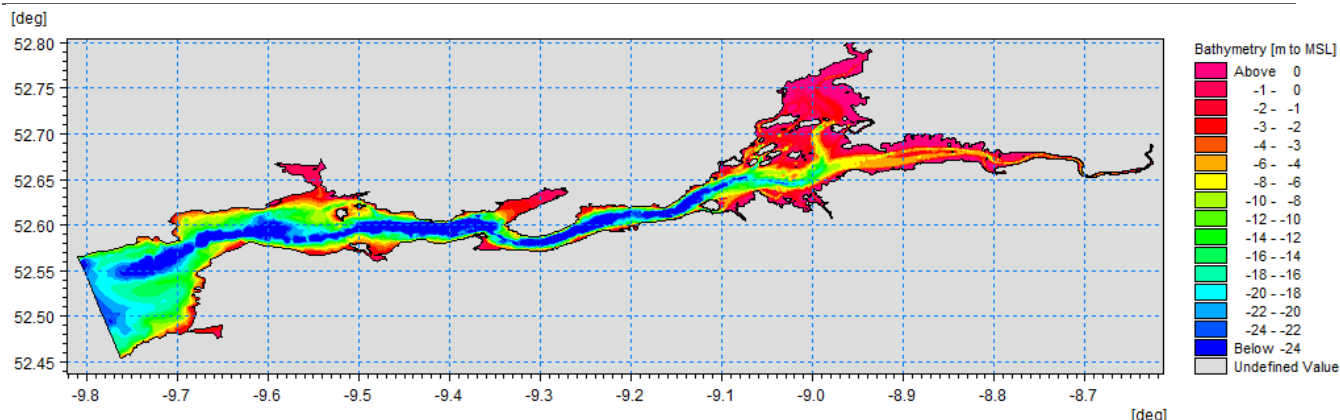 [deg]
52.80
52.75
52.70
52.65
52.60
52.55
52.50
52.45
-9.8 -9.7 -9.6 -9.5 -9.4 -9.3 -9.2 -9.1 -9.0 -8.9 -8.8 -8.7
[deg]
Bathymetry [m to MSL]
Above 0
-1 - 0
-2 - -1
-3 - -2
-4 - -3
-6 - -4
-8 - -6
-10 - -8
-12 - -10
-14 - -12
-16 - -14
-18 - -16
-20 - -18
-22 - -20
-24 - -22
Below -24
Undefined Value